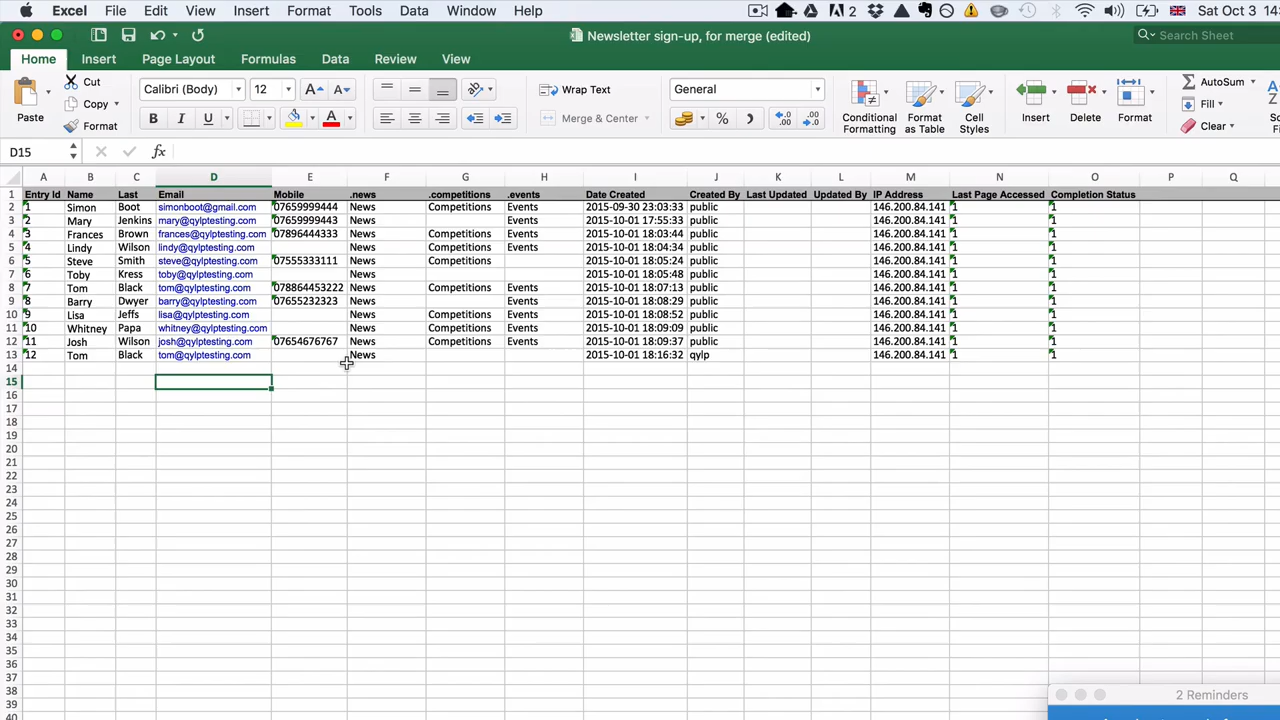 Excel File Edit View Insert Format Tools Data Window Help 2 Sat Oct 3 14:
Newsletter sign-up, for merge (edited) Search Sheet
Home Insert Page Layout Formulas Data Review View
Paste Cut Copy Format
Calibri (Body) 12 A A
B I U A
Wrap Text
Merge & Center
General
%
Conditional Formatting
Format as Table
Cell Styles
Insert Delete Format
AutoSum
Fill
Clear
D15 fx
A B C D E F G H I J K L M N O P Q
1 Entry Id Name Last Email Mobile .news .competitions .events Date Created Created By Last Updated Updated By IP Address Last Page Accessed Completion Status
2 1 Simon Boot simonboot@gmail.com 07659999444 News Competitions Events 2015-09-30 23:03:33 public 146.200.84.141 1 1
3 2 Mary Jenkins mary@qylptesting.com 07659999443 News Events 2015-10-01 17:55:33 public 146.200.84.141 1 1
4 3 Frances Brown frances@qylptesting.com 07896444333 News Competitions Events 2015-10-01 18:03:44 public 146.200.84.141 1 1
5 4 Lindy Wilson lindy@qylptesting.com News Competitions Events 2015-10-01 18:04:34 public 146.200.84.141 1 1
6 5 Steve Smith steve@qylptesting.com 07555333111 News Competitions 2015-10-01 18:05:24 public 146.200.84.141 1 1
7 6 Toby Kress toby@qylptesting.com News 2015-10-01 18:05:48 public 146.200.84.141 1 1
8 7 Tom Black tom@qylptesting.com 078864453222 News Competitions Events 2015-10-01 18:07:13 public 146.200.84.141 1 1
9 8 Barry Dwyer barry@qylptesting.com 07655232323 News Events 2015-10-01 18:08:29 public 146.200.84.141 1 1
10 9 Lisa Jeffs lisa@qylptesting.com News Competitions Events 2015-10-01 18:08:52 public 146.200.84.141 1 1
11 10 Whitney Papa whitney@qylptesting.com News Competitions Events 2015-10-01 18:09:09 public 146.200.84.141 1 1
12 11 Josh Wilson josh@qylptesting.com 07654676767 News Competitions Events 2015-10-01 18:09:37 public 146.200.84.141 1 1
13 12 Tom Black tom@qylptesting.com News 2015-10-01 18:16:32 qylp 146.200.84.141 1 1
14
15
16
17
18
19
20
21
22
23
24
25
26
27
28
29
30
31
32
33
34
35
36
37
38
2 Reminders